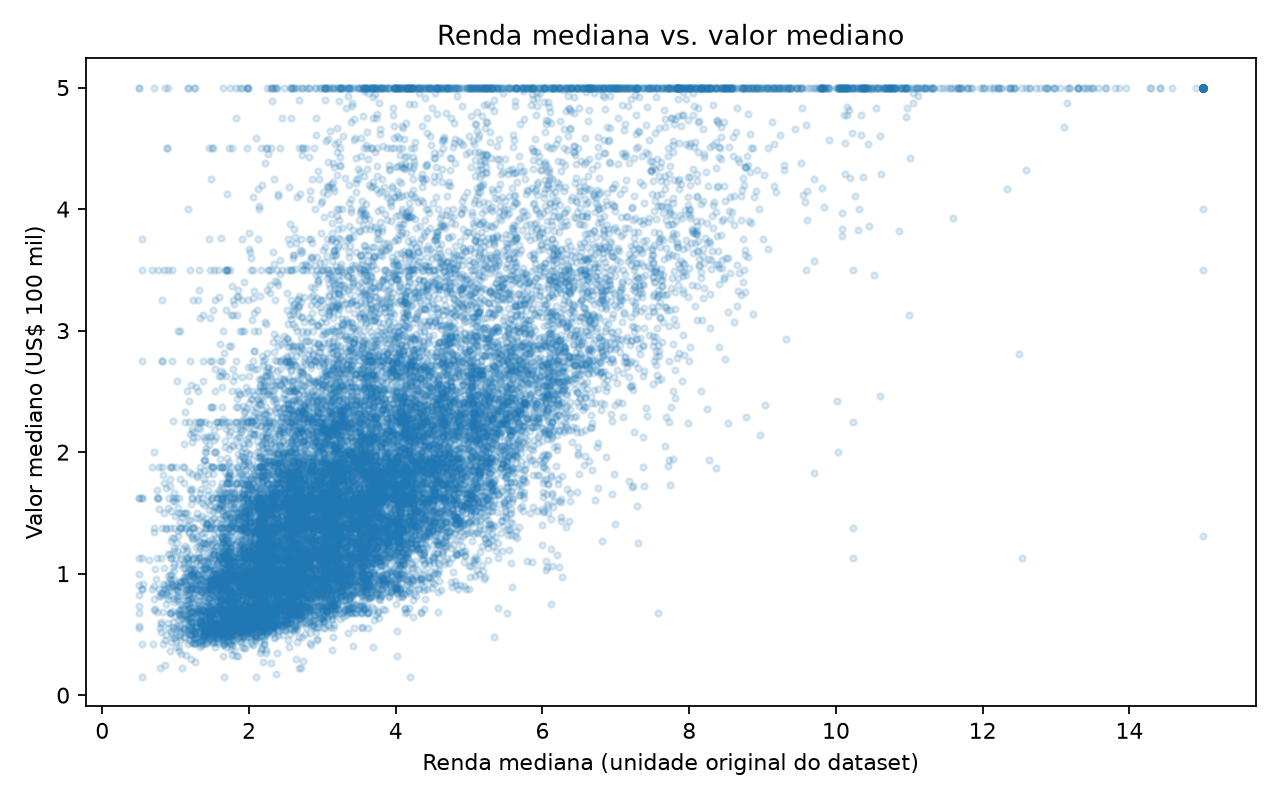 Renda mediana vs. valor mediano
Valor mediano (US$ 100 mil)
5
4
3
2
1
0
0 2 4 6 8 10 12 14
Renda mediana (unidade original do dataset)